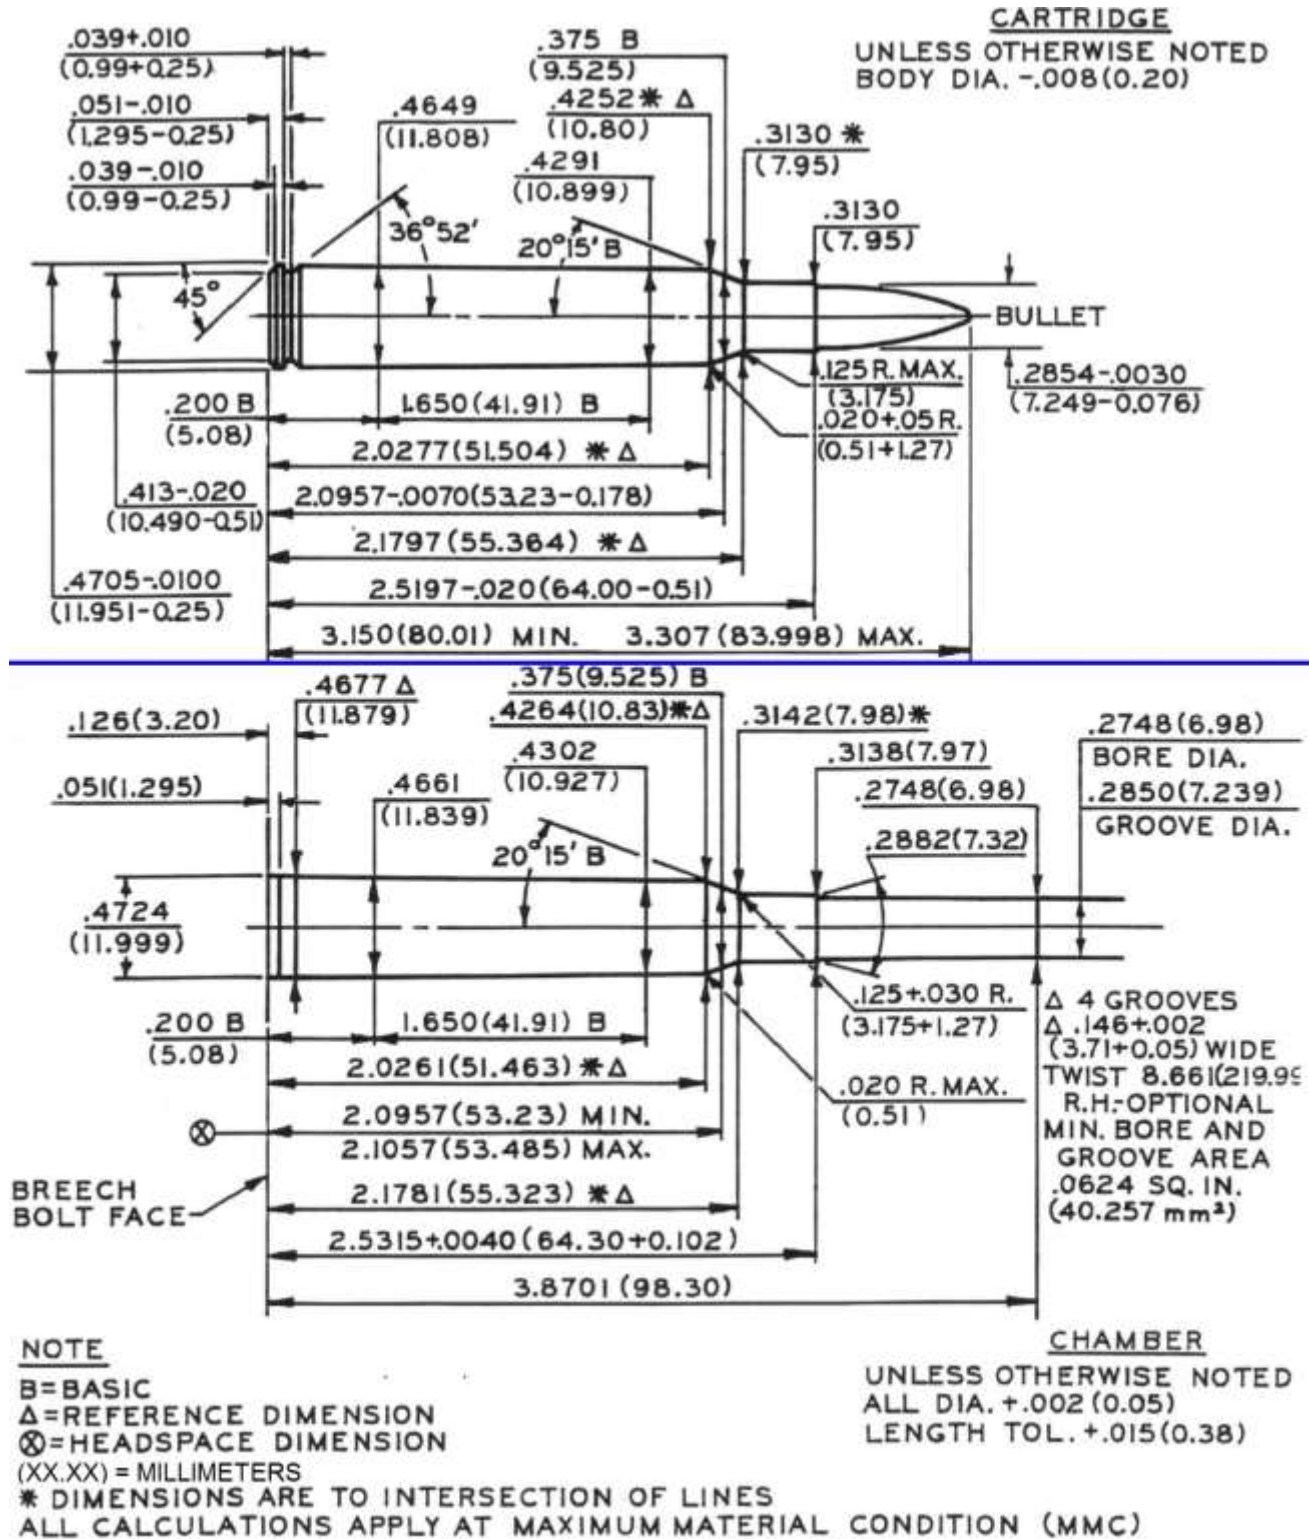 CARTRIDGE
UNLESS OTHERWISE NOTED
BODY DIA. -.008(0.20)
.039+.010
(0.99+0.25)
.051-.010
(1.295-0.25)
.039-.010
(0.99-0.25)
.4649
(11.808)
.375 B
(9.525)
.4252* Δ
(10.80)
.4291
(10.899)
.3130 *
(7.95)
.3130
(7.95)
36°52'
20°15' B
45°
BULLET
.125 R. MAX.
(3.175)
.020+.05 R.
(0.51+1.27)
.2854-.0030
(7.249-0.076)
.200 B
(5.08)
1.650(41.91) B
2.0277(51.504) * Δ
.413-.020
(10.490-0.51)
2.0957-.0070(53.23-0.178)
2.1797(55.364) * Δ
.4705-.0100
(11.951-0.25)
2.5197-.020(64.00-0.51)
3.150(80.01) MIN. 3.307(83.998) MAX.
.4677 Δ
(11.879)
.126(3.20)
.051(1.295)
.4661
(11.839)
.375(9.525) B
.4264(10.83)*Δ
.4302
(10.927)
.3142(7.98)*
.3138(7.97)
.2748(6.98)
.2882(7.32)
.2748(6.98)
BORE DIA.
.2850(7.239)
GROOVE DIA.
20°15' B
.4724
(11.999)
.200 B
(5.08)
1.650(41.91) B
.125+.030 R.
(3.175+1.27)
.020 R. MAX.
(0.51)
2.0261(51.463) *Δ
⊗
2.0957(53.23) MIN.
2.1057(53.485) MAX.
BREECH
BOLT FACE
2.1781(55.323) *Δ
2.5315+.0040(64.30+0.102)
3.8701(98.30)
Δ 4 GROOVES
Δ .146+.002
(3.71+0.05) WIDE
TWIST 8.661(219.99
R.H.-OPTIONAL
MIN. BORE AND
GROOVE AREA
.0624 SQ. IN.
(40.257 mm²)
NOTE
B=BASIC
Δ=REFERENCE DIMENSION
⊗=HEADSPACE DIMENSION
(XX.XX) = MILLIMETERS
* DIMENSIONS ARE TO INTERSECTION OF LINES
ALL CALCULATIONS APPLY AT MAXIMUM MATERIAL CONDITION (MMC)
CHAMBER
UNLESS OTHERWISE NOTED
ALL DIA. +.002(0.05)
LENGTH TOL. +.015(0.38)